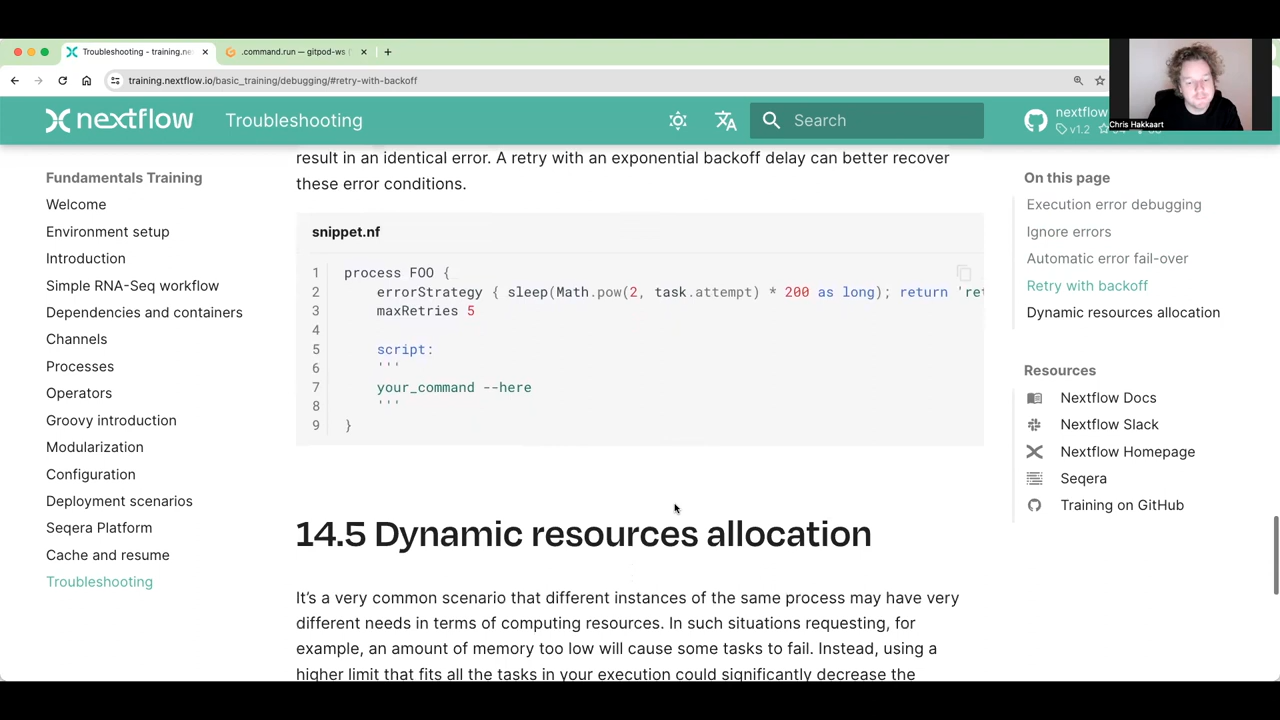 Troubleshooting - training.ne
.command.run — gitpod-ws
training.nextflow.io/basic_training/debugging/#retry-with-backoff
nextflow
Troubleshooting
Search
nextflow
v1.2
Chris Hakkaart
Fundamentals Training
Welcome
Environment setup
Introduction
Simple RNA-Seq workflow
Dependencies and containers
Channels
Processes
Operators
Groovy introduction
Modularization
Configuration
Deployment scenarios
Seqera Platform
Cache and resume
Troubleshooting
result in an identical error. A retry with an exponential backoff delay can better recover
these error conditions.
snippet.nf
1 process FOO {
2 errorStrategy { sleep(Math.pow(2, task.attempt) * 200 as long); return 'ret
3 maxRetries 5
4
5 script:
6 '''
7 your_command --here
8 '''
9 }
14.5 Dynamic resources allocation
It’s a very common scenario that different instances of the same process may have very
different needs in terms of computing resources. In such situations requesting, for
example, an amount of memory too low will cause some tasks to fail. Instead, using a
higher limit that fits all the tasks in your execution could significantly decrease the
On this page
Execution error debugging
Ignore errors
Automatic error fail-over
Retry with backoff
Dynamic resources allocation
Resources
Nextflow Docs
Nextflow Slack
Nextflow Homepage
Seqera
Training on GitHub